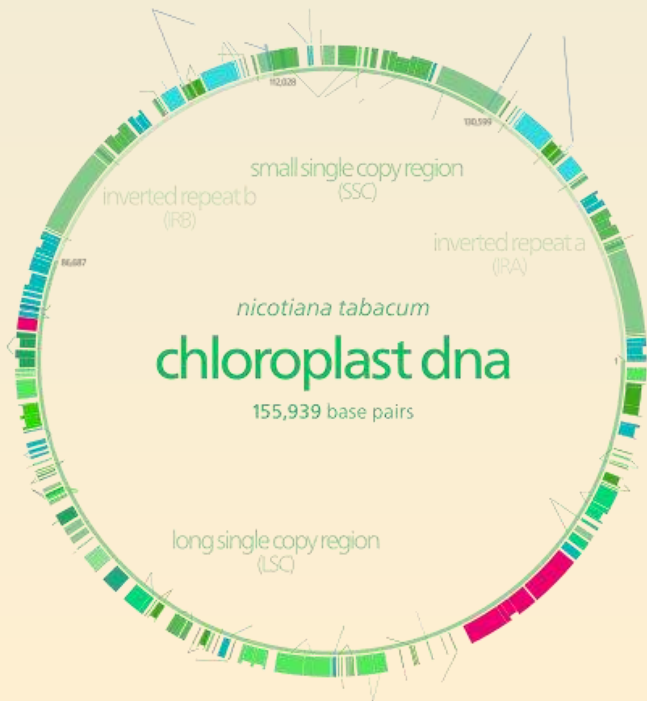 112,028
130,599
small single copy region
(SSC)
inverted repeat b
(IRB)
inverted repeat a
(IRA)
86,687
nicotiana tabacum
1
chloroplast dna
155,939 base pairs
long single copy region
(LSC)